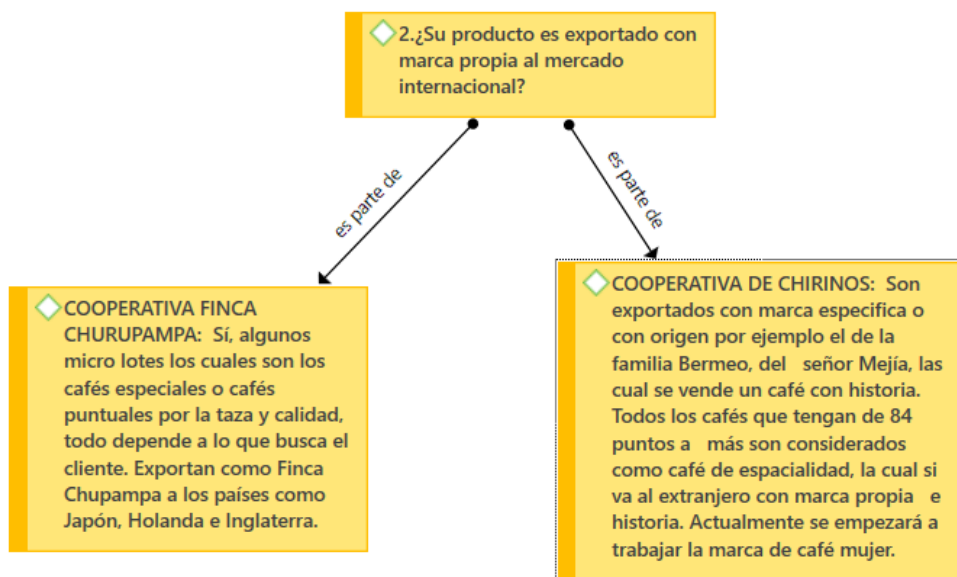 2.¿Su producto es exportado con
marca propia al mercado
internacional?
es parte de
es parte de
COOPERATIVA FINCA
CHURUPAMPA: Sí, algunos
micro lotes los cuales son los
cafés especiales o cafés
puntuales por la taza y calidad,
todo depende a lo que busca el
cliente. Exportan como Finca
Chupampa a los países como
Japón, Holanda e Inglaterra.
COOPERATIVA DE CHIRINOS: Son
exportados con marca especifica o
con origen por ejemplo el de la
familia Bermeo, del señor Mejía, las
cual se vende un café con historia.
Todos los cafés que tengan de 84
puntos a más son considerados
como café de espacialidad, la cual si
va al extranjero con marca propia e
historia. Actualmente se empezará a
trabajar la marca de café mujer.